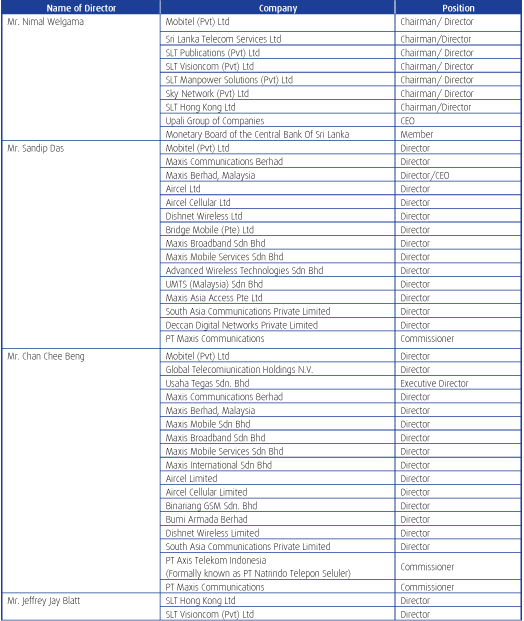 Name of Director Company Position
Mr. Nimal Welgama Mobitel (Pvt) Ltd Chairman/ Director
Sri Lanka Telecom Services Ltd Chairman/Director
SLT Publications (Pvt) Ltd Chairman/ Director
SLT Visioncom (Pvt) Ltd Chairman/ Director
SLT Manpower Solutions (Pvt) Ltd Chairman/ Director
Sky Network (Pvt) Ltd Chairman/ Director
SLT Hong Kong Ltd Chairman/Director
Upali Group of Companies CEO
Monetary Board of the Central Bank Of Sri Lanka Member
Mr. Sandip Das Mobitel (Pvt) Ltd Director
Maxis Communications Berhad Director
Maxis Berhad, Malaysia Director/CEO
Aircel Ltd Director
Aircel Cellular Ltd Director
Dishnet Wireless Ltd Director
Bridge Mobile (Pte) Ltd Director
Maxis Broadband Sdn Bhd Director
Maxis Mobile Services Sdn Bhd Director
Advanced Wireless Technologies Sdn Bhd Director
UMTS (Malaysia) Sdn Bhd Director
Maxis Asia Access Pte Ltd Director
South Asia Communications Private Limited Director
Deccan Digital Networks Private Limited Director
PT Maxis Communications Commissioner
Mr. Chan Chee Beng Mobitel (Pvt) Ltd Director
Global Telecomiunication Holdings N.V. Director
Usaha Tegas Sdn. Bhd Executive Director
Maxis Communications Berhad Director
Maxis Berhad, Malaysia Director
Maxis Mobile Sdn Bhd Director
Maxis Broadband Sdn Bhd Director
Maxis Mobile Services Sdn Bhd Director
Maxis International Sdn Bhd Director
Aircel Limited Director
Aircel Cellular Limited Director
Binariang GSM Sdn. Bhd Director
Bumi Armada Berhad Director
Dishnet Wireless Limited Director
South Asia Communications Private Limited Director
PT Axis Telekom Indonesia
(Formally known as PT Natrindo Telepon Seluler) Commissioner
PT Maxis Communications Commissioner
Mr. Jeffrey Jay Blatt SLT Hong Kong Ltd Director
SLT Visioncom (Pvt) Ltd Director